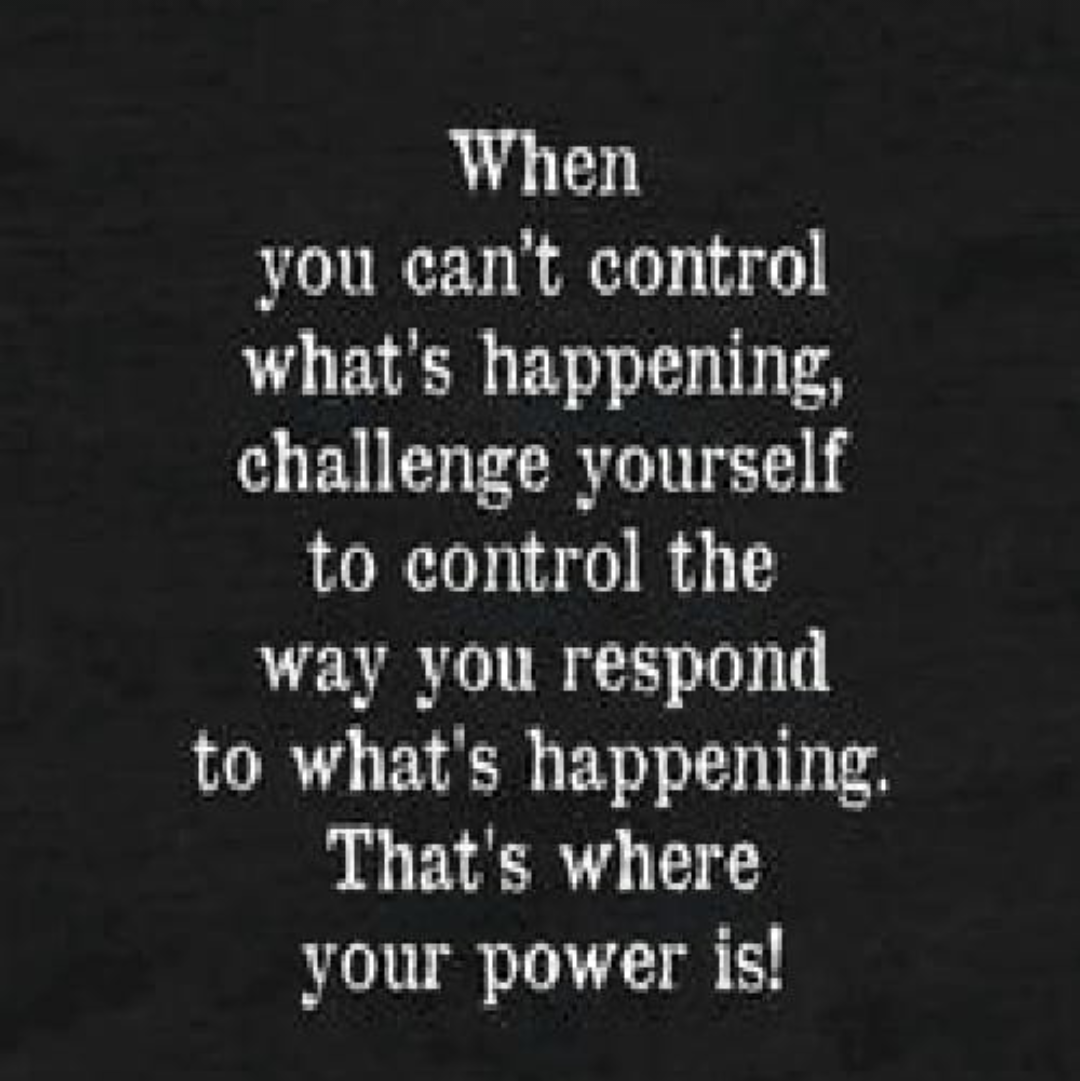 When
you can't control
what's happening,
challenge yourself
to control the
way you respond
to what's happening.
That's where
your power is!